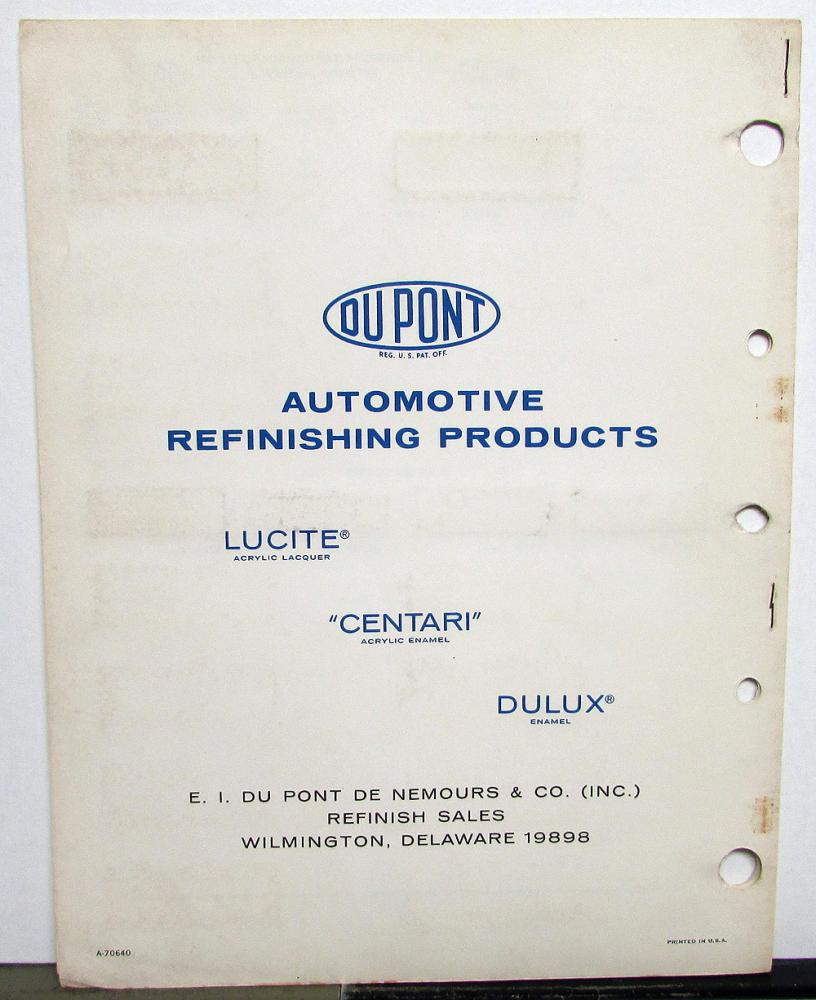 DU PONT
REG. U. S. PAT. OFF.
AUTOMOTIVE
REFINISHING PRODUCTS
LUCITE®
ACRYLIC LACQUER
"CENTARI"
ACRYLIC ENAMEL
DULUX®
ENAMEL
E. I. DU PONT DE NEMOURS & CO. (INC.)
REFINISH SALES
WILMINGTON, DELAWARE 19898
A-70640
PRINTED IN U.S.A.